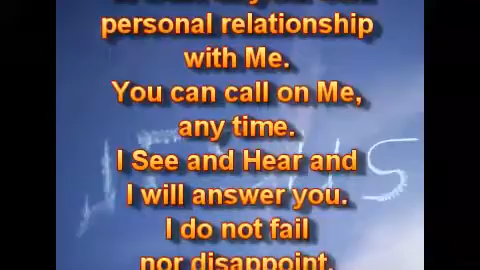 personal relationship
with Me.
You can call on Me,
any time.
I See and Hear and
I will answer you.
I do not fail
nor disappoint.
JESUS